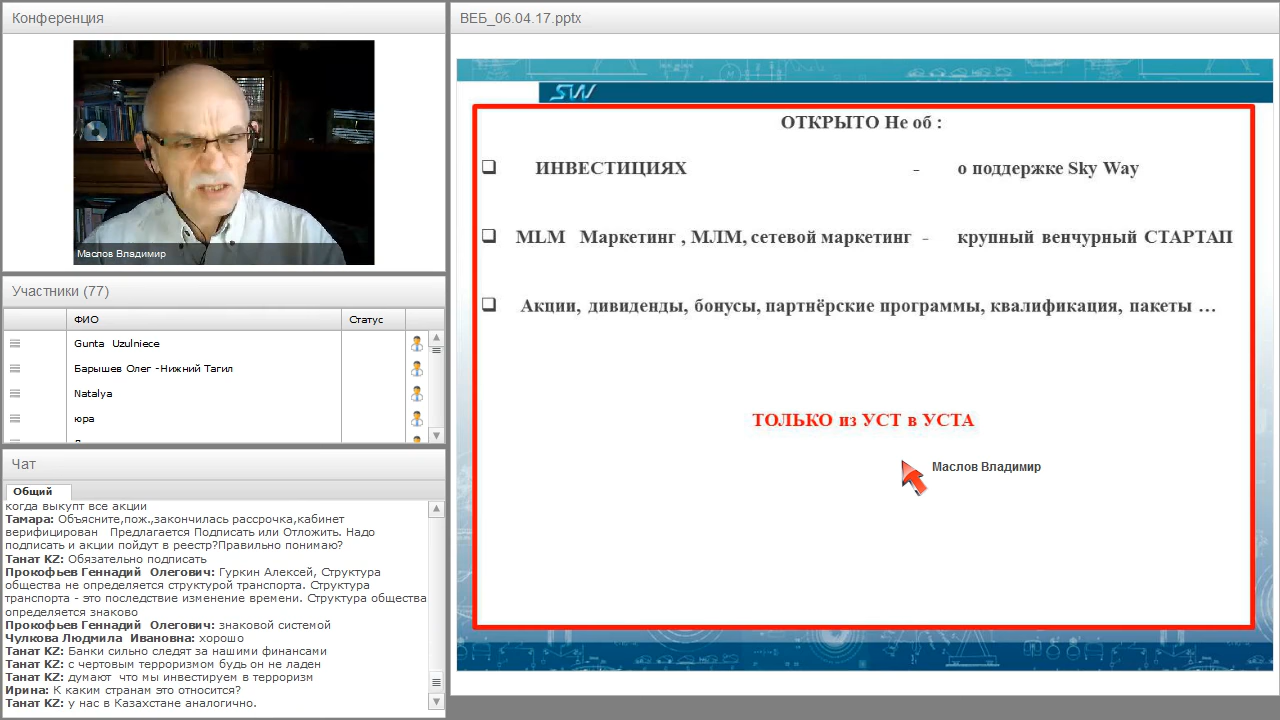 Конференция
Маслов Владимир
Участники (77)
ФИО
Статус
Gunta Uzulniece
Барышев Олег -Нижний Тагил
Natalya
юра
Чат
Общий
когда выкупт все акции
Тамара: Объясните,пож.,закончилась рассрочка,кабинет
верифицирован Предлагается Подписать или Отложить. Надо
подписать и акции пойдут в реестр?Правильно понимаю?
Танат KZ: Обязательно подписать
Прокофьев Геннадий Олегович: Гуркин Алексей, Структура
общества не определяется структурой транспорта. Структура
транспорта - это последствие изменение времени. Структура общества
определяется знаково
Прокофьев Геннадий Олегович: знаковой системой
Чулкова Людмила Ивановна: хорошо
Танат KZ: Банки сильно следят за нашими финансами
Танат KZ: с чертовым терроризмом будь он не ладен
Танат KZ: думают что мы инвестируем в терроризм
Ирина: К каким странам это относится?
Танат KZ: у нас в Казахстане аналогично.
ВЕБ_06.04.17.pptx
SW
ОТКРЫТО Не об :
ИНВЕСТИЦИЯХ - о поддержке Sky Way
MLM Маркетинг , МЛМ, сетевой маркетинг - крупный венчурный СТАРТАП
Акции, дивиденды, бонусы, партнёрские программы, квалификация, пакеты ...
ТОЛЬКО из УСТ в УСТА
Маслов Владимир